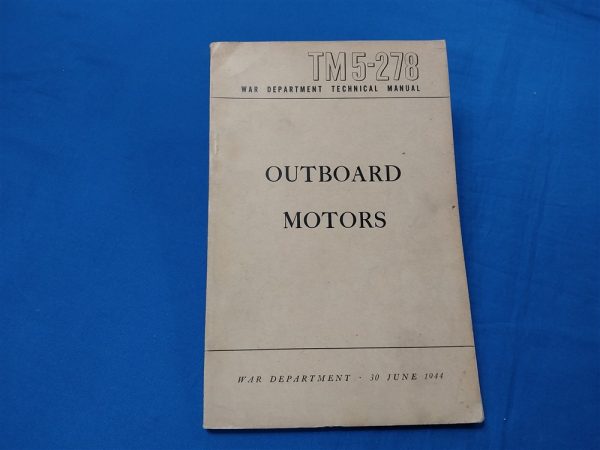 TM 5-278
WAR DEPARTMENT TECHNICAL MANUAL
OUTBOARD
MOTORS
WAR DEPARTMENT · 30 JUNE 1944